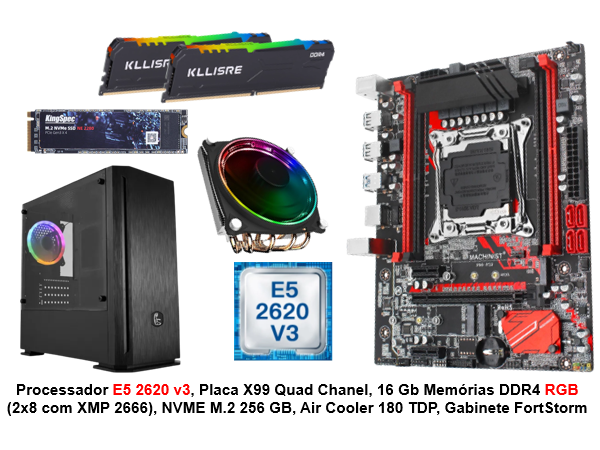 KLLISRE
DDR4
KLLISRE
KingSpec
M.2 NVMe SSD NE 2280
MACHINIST
E5
2620
V3
Processador E5 2620 v3, Placa X99 Quad Chanel, 16 Gb Memórias DDR4 RGB
(2x8 com XMP 2666), NVME M.2 256 GB, Air Cooler 180 TDP, Gabinete FortStorm